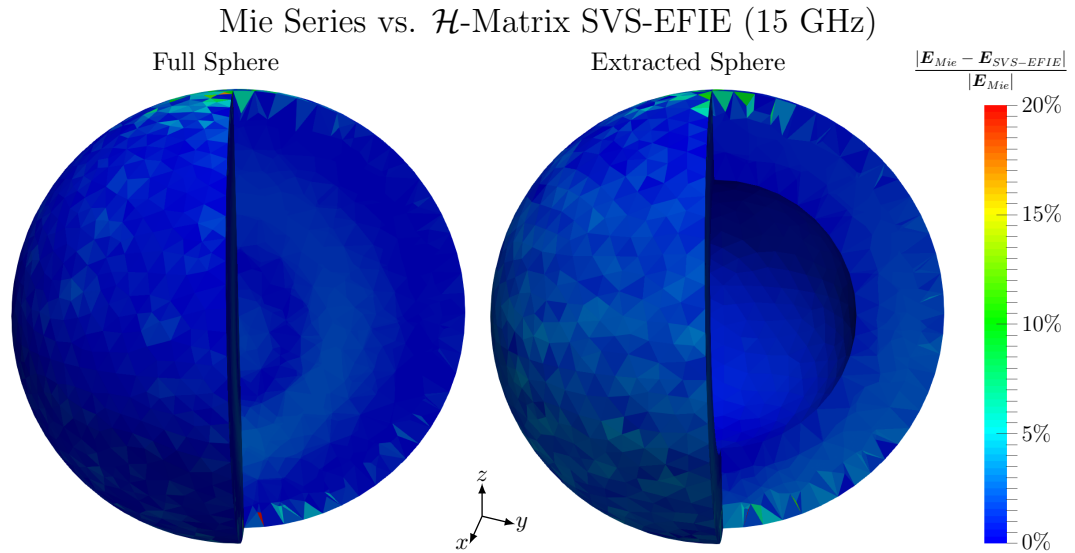 Mie Series vs. ℋ-Matrix SVS-EFIE (15 GHz)
Full Sphere
Extracted Sphere
|E_Mie − E_SVS−EFIE|
|E_Mie|
20%
15%
10%
5%
0%
z
y
x